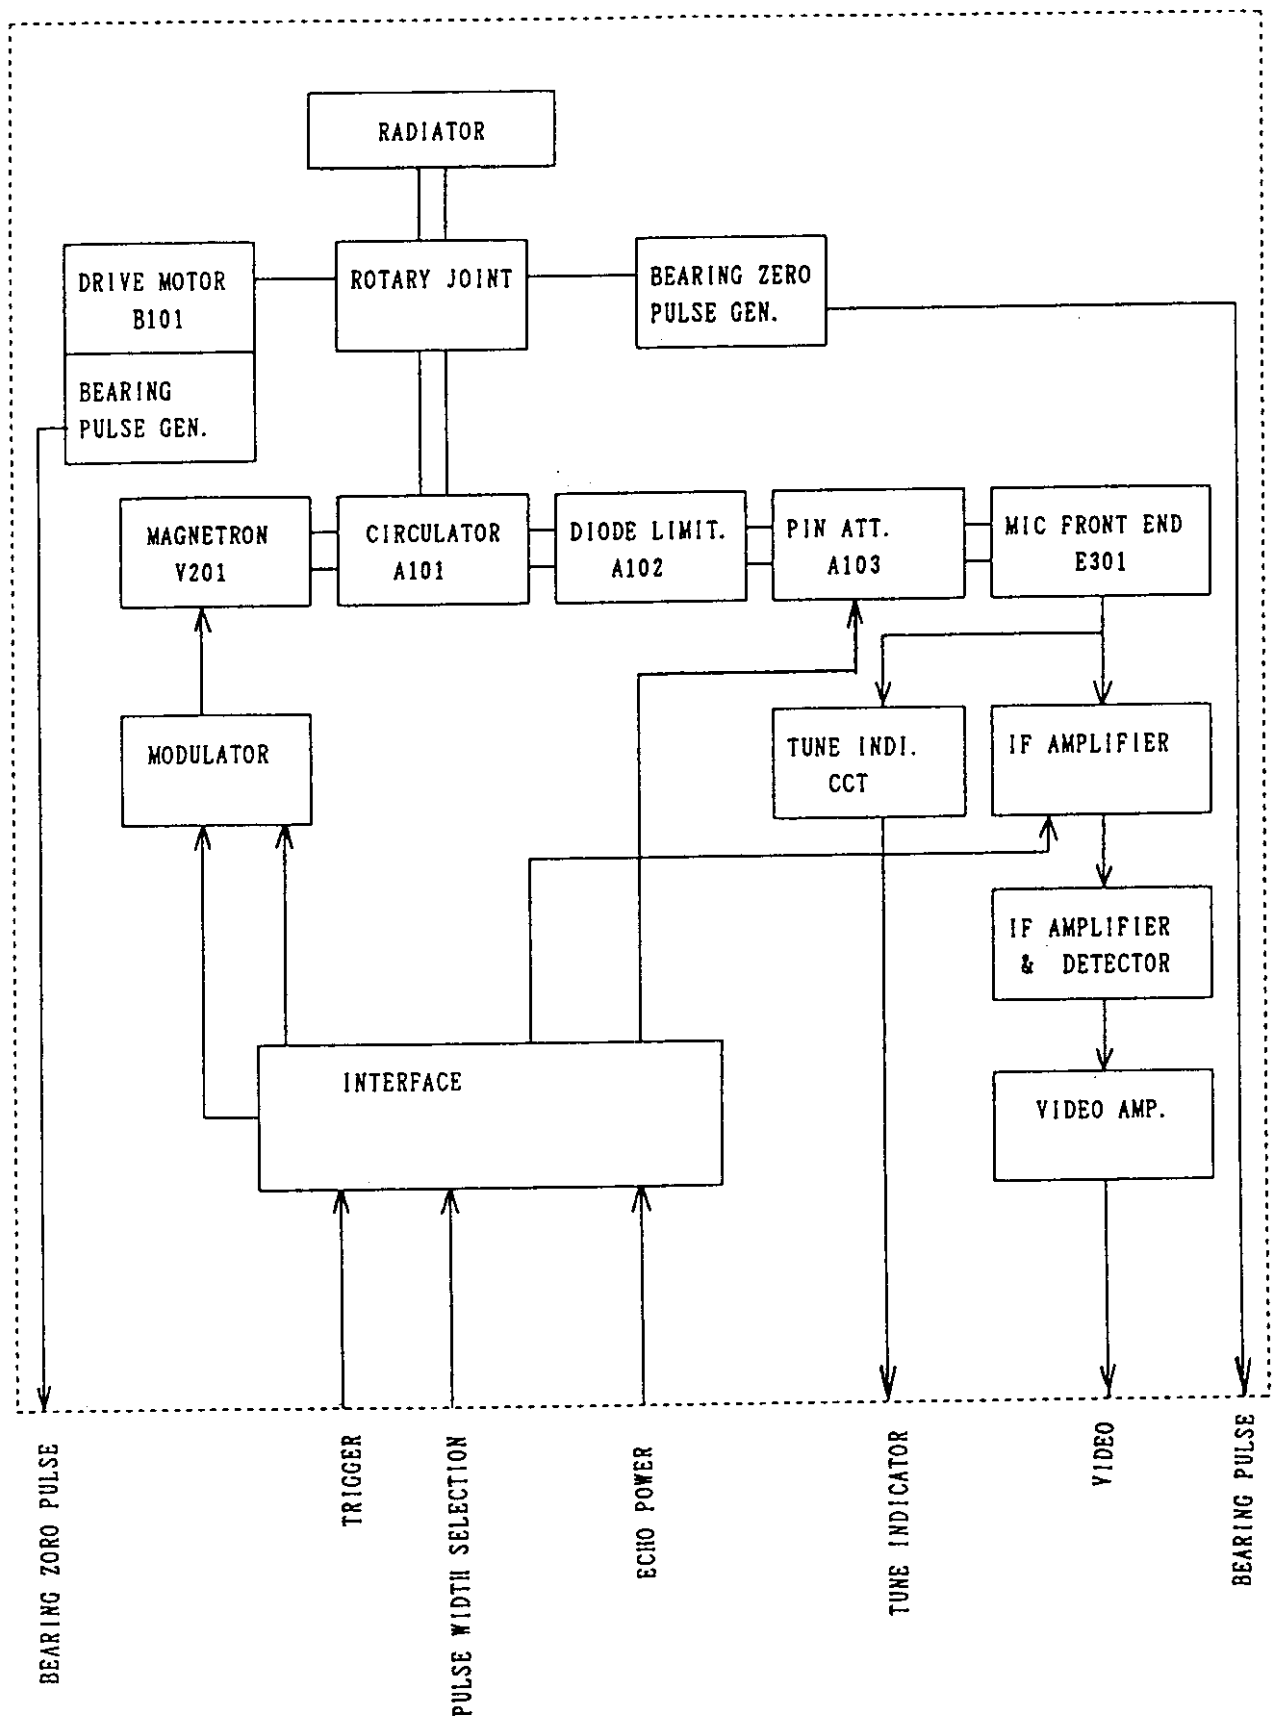 RADIATOR
DRIVE MOTOR
B101
ROTARY JOINT
BEARING ZERO
PULSE GEN.
BEARING
PULSE GEN.
MAGNETRON
V201
CIRCULATOR
A101
DIODE LIMIT.
A102
PIN ATT.
A103
MIC FRONT END
E301
MODULATOR
TUNE INDI.
CCT
IF AMPLIFIER
IF AMPLIFIER
& DETECTOR
INTERFACE
VIDEO AMP.
BEARING ZORO PULSE
TRIGGER
PULSE WIDTH SELECTION
ECHO POWER
TUNE INDICATOR
VIDEO
BEARING PULSE